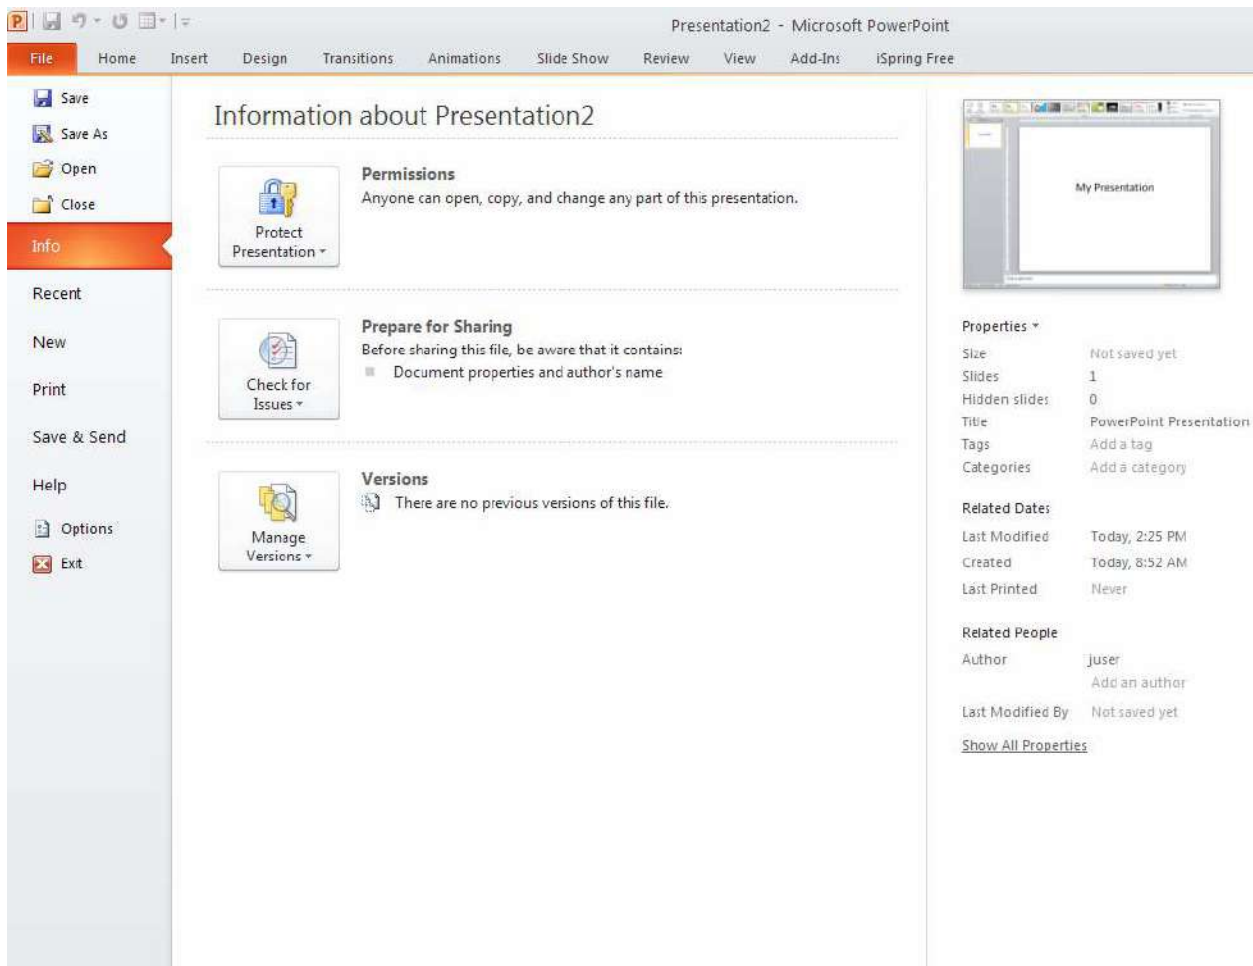 Presentation2 - Microsoft PowerPoint
File Home Insert Design Transitions Animations Slide Show Review View Add-Ins iSpring Free
Save
Save As
Open
Close
Info
Recent
New
Print
Save & Send
Help
Options
Exit
Information about Presentation2
Protect
Presentation
Permissions
Anyone can open, copy, and change any part of this presentation.
Check for
Issues
Prepare for Sharing
Before sharing this file, be aware that it contains:
Document properties and author's name
Manage
Versions
Versions
There are no previous versions of this file.
My Presentation
Properties
Size Not saved yet
Slides 1
Hidden slides 0
Title PowerPoint Presentation
Tags Add a tag
Categories Add a category
Related Dates
Last Modified Today, 2:25 PM
Created Today, 8:52 AM
Last Printed Never
Related People
Author juser
Add an author
Last Modified By Not saved yet
Show All Properties